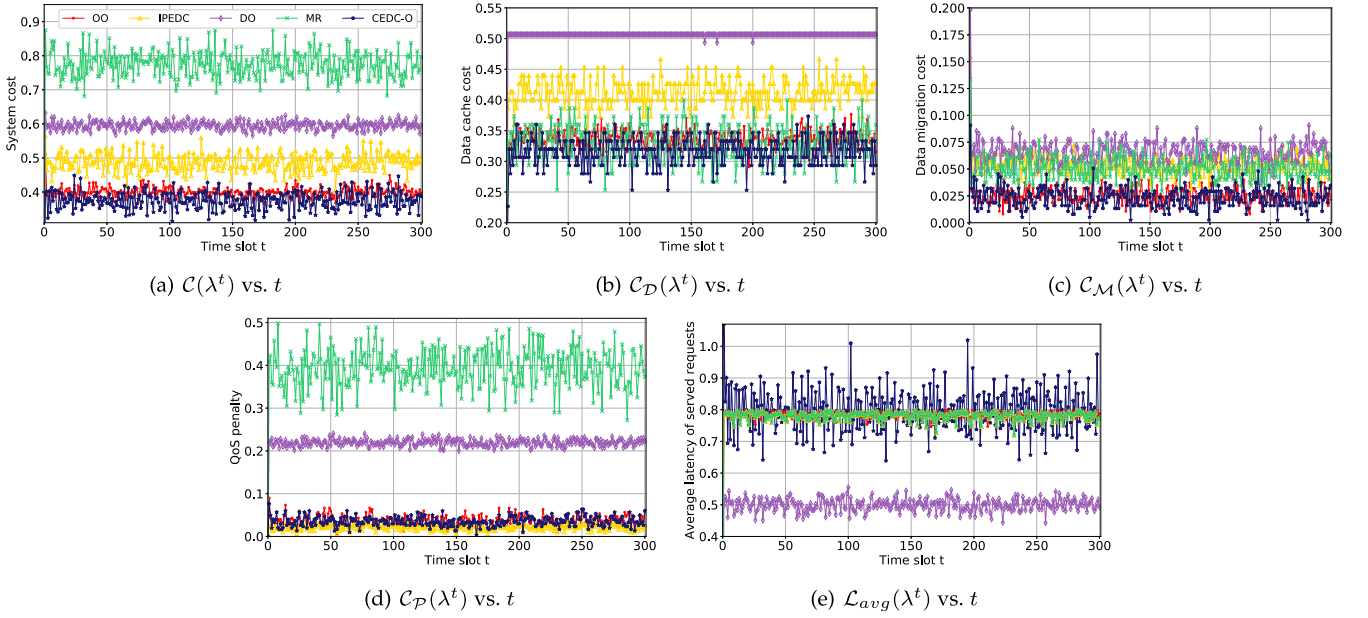 OO IPEDC DO MR CEDC-O
0.9
0.8
0.7
0.6
0.5
0.4
System cost
0 50 100 150 200 250 300
Time slot t
(a) C(λ^t) vs. t
0.55
0.50
0.45
0.40
0.35
0.30
0.25
0.20
Data cache cost
0 50 100 150 200 250 300
Time slot t
(b) C_D(λ^t) vs. t
0.200
0.175
0.150
0.125
0.100
0.075
0.050
0.025
0.000
Data migration cost
0 50 100 150 200 250 300
Time slot t
(c) C_M(λ^t) vs. t
0.5
0.4
0.3
0.2
0.1
0.0
QoS penalty
0 50 100 150 200 250 300
Time slot t
(d) C_P(λ^t) vs. t
1.0
0.9
0.8
0.7
0.6
0.5
0.4
Average latency of served requests
0 50 100 150 200 250 300
Time slot t
(e) L_avg(λ^t) vs. t